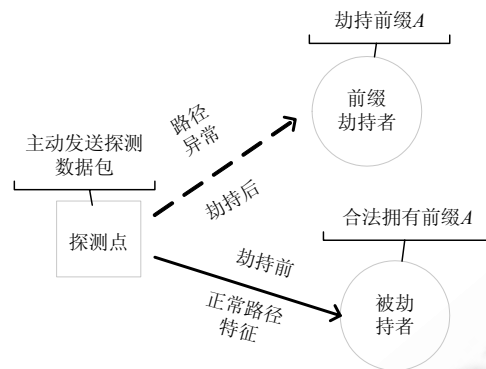 劫持前缀A
前缀
劫持者
路径
异常
主动发送探测
数据包
劫持后
探测点
合法拥有前缀A
劫持前
正常路径
特征
被劫
持者